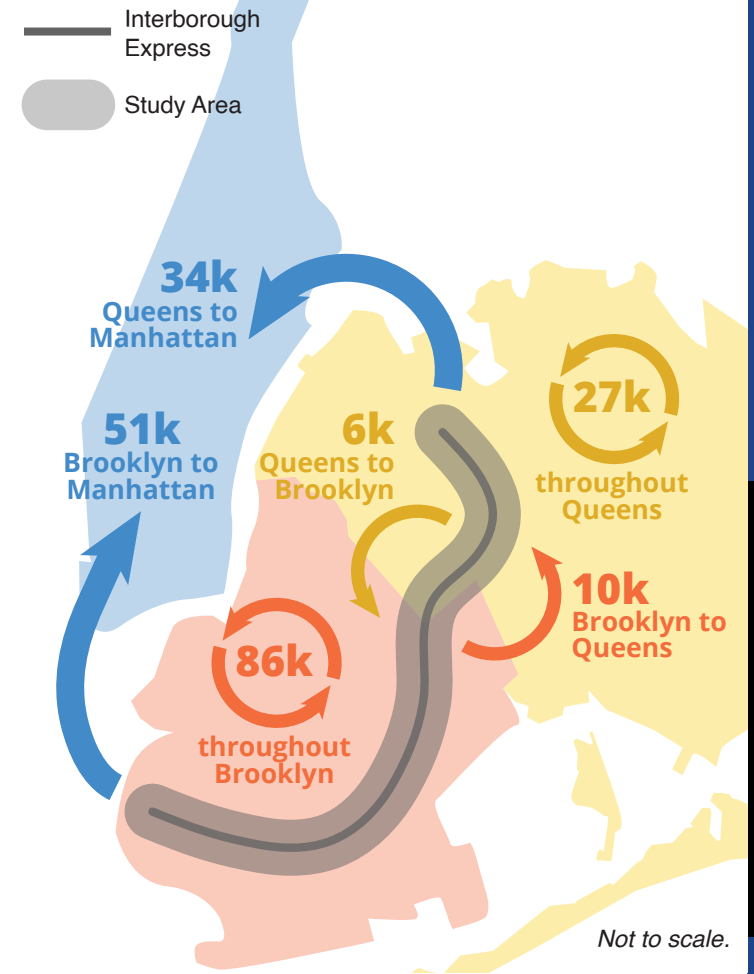 Interborough
Express
Study Area
34k
Queens to
Manhattan
51k
Brooklyn to
Manhattan
6k
Queens to
Brooklyn
27k
throughout
Queens
10k
Brooklyn to
Queens
86k
throughout
Brooklyn
Not to scale.